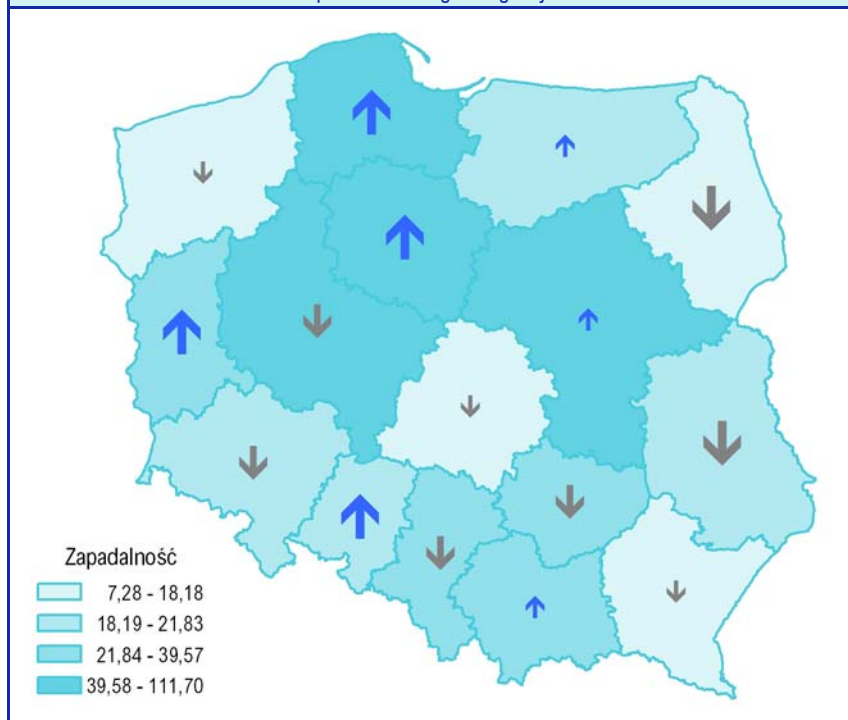 Zapadalność
7,28 - 18,18
18,19 - 21,83
21,84 - 39,57
39,58 - 111,70